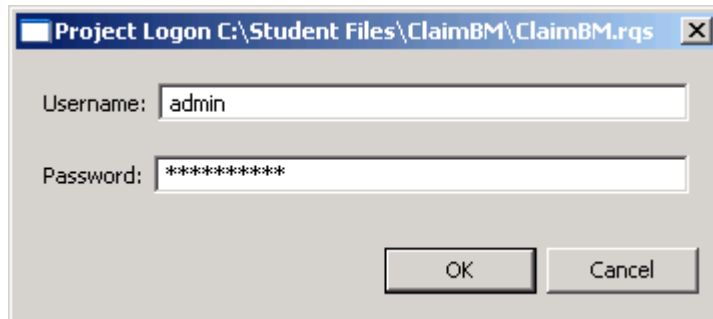 Project Logon C:\Student Files\ClaimBM\ClaimBM.rqs
Username: admin
Password: **********
OK Cancel